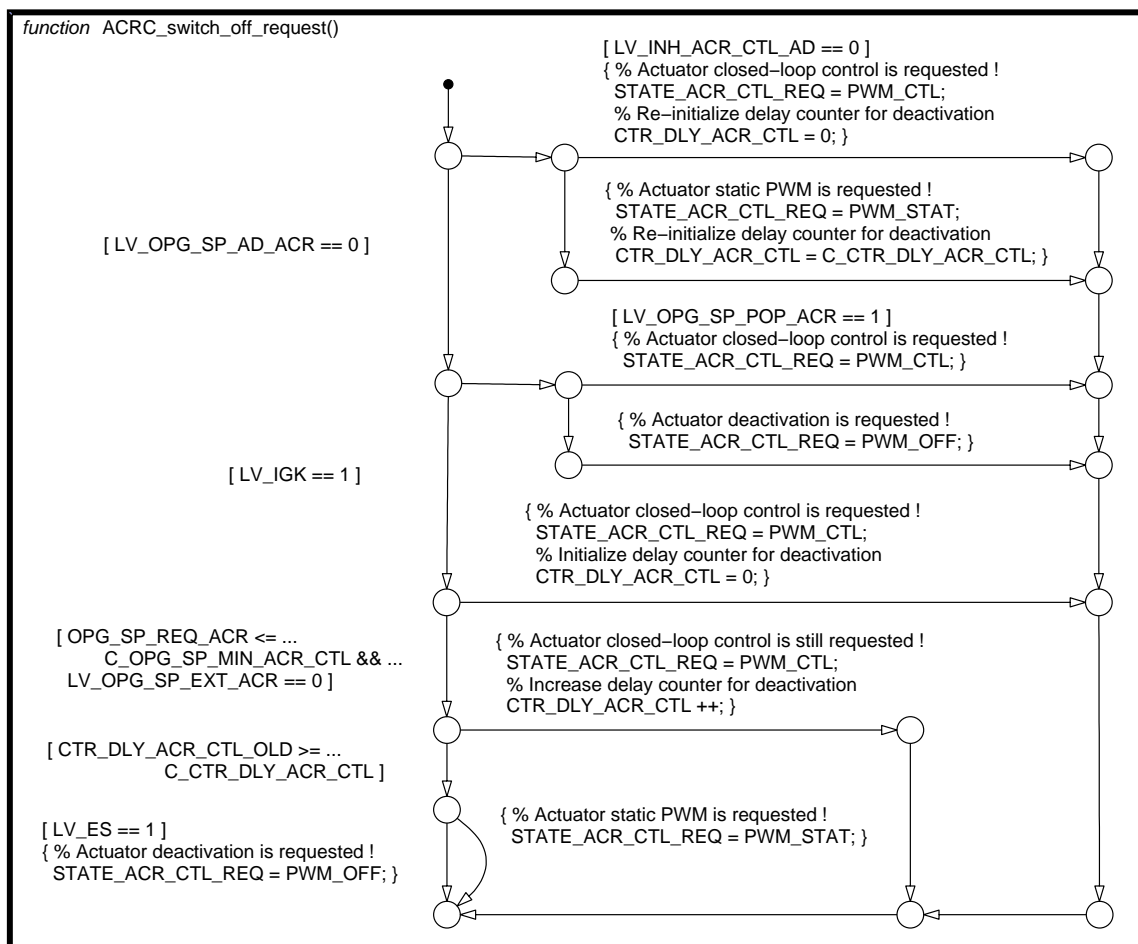 function ACRC_switch_off_request()
[ LV_INH_ACR_CTL_AD == 0 ]
{ % Actuator closed−loop control is requested !
STATE_ACR_CTL_REQ = PWM_CTL;
% Re−initialize delay counter for deactivation
CTR_DLY_ACR_CTL = 0; }
{ % Actuator static PWM is requested !
STATE_ACR_CTL_REQ = PWM_STAT;
% Re−initialize delay counter for deactivation
CTR_DLY_ACR_CTL = C_CTR_DLY_ACR_CTL; }
[ LV_OPG_SP_AD_ACR == 0 ]
[ LV_OPG_SP_POP_ACR == 1 ]
{ % Actuator closed−loop control is requested !
STATE_ACR_CTL_REQ = PWM_CTL; }
{ % Actuator deactivation is requested !
STATE_ACR_CTL_REQ = PWM_OFF; }
[ LV_IGK == 1 ]
{ % Actuator closed−loop control is requested !
STATE_ACR_CTL_REQ = PWM_CTL;
% Initialize delay counter for deactivation
CTR_DLY_ACR_CTL = 0; }
[ OPG_SP_REQ_ACR <= ...
C_OPG_SP_MIN_ACR_CTL && ...
LV_OPG_SP_EXT_ACR == 0 ]
{ % Actuator closed−loop control is still requested !
STATE_ACR_CTL_REQ = PWM_CTL;
% Increase delay counter for deactivation
CTR_DLY_ACR_CTL ++; }
[ CTR_DLY_ACR_CTL_OLD >= ...
C_CTR_DLY_ACR_CTL ]
{ % Actuator static PWM is requested !
STATE_ACR_CTL_REQ = PWM_STAT; }
[ LV_ES == 1 ]
{ % Actuator deactivation is requested !
STATE_ACR_CTL_REQ = PWM_OFF; }